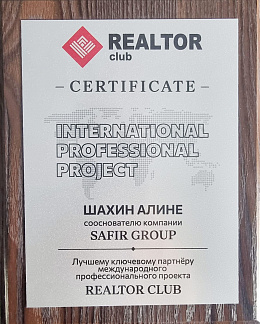 REALTOR
club
CERTIFICATE
INTERNATIONAL
PROFESSIONAL
PROJECT
ШАХИН АЛИНЕ
сооснователю компании
SAFIR GROUP
Лучшему ключевому партнёру
международного
профессионального проекта
REALTOR CLUB